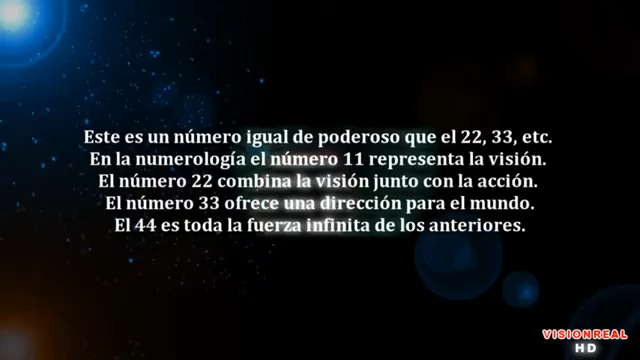 Este es un número igual de poderoso que el 22, 33, etc.
En la numerología el número 11 representa la visión.
El número 22 combina la visión junto con la acción.
El número 33 ofrece una dirección para el mundo.
El 44 es toda la fuerza infinita de los anteriores.
VISION REAL
HD